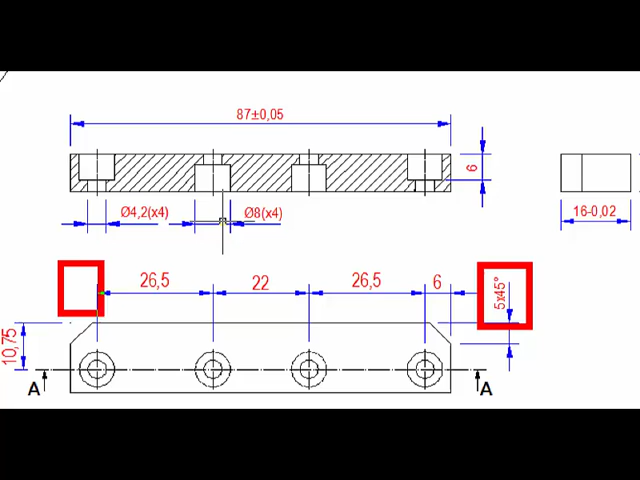 87±0,05
6
Ø4,2(x4)
Ø8(x4)
16-0,02
26,5
22
26,5
6
5x45°
10,75
A
A